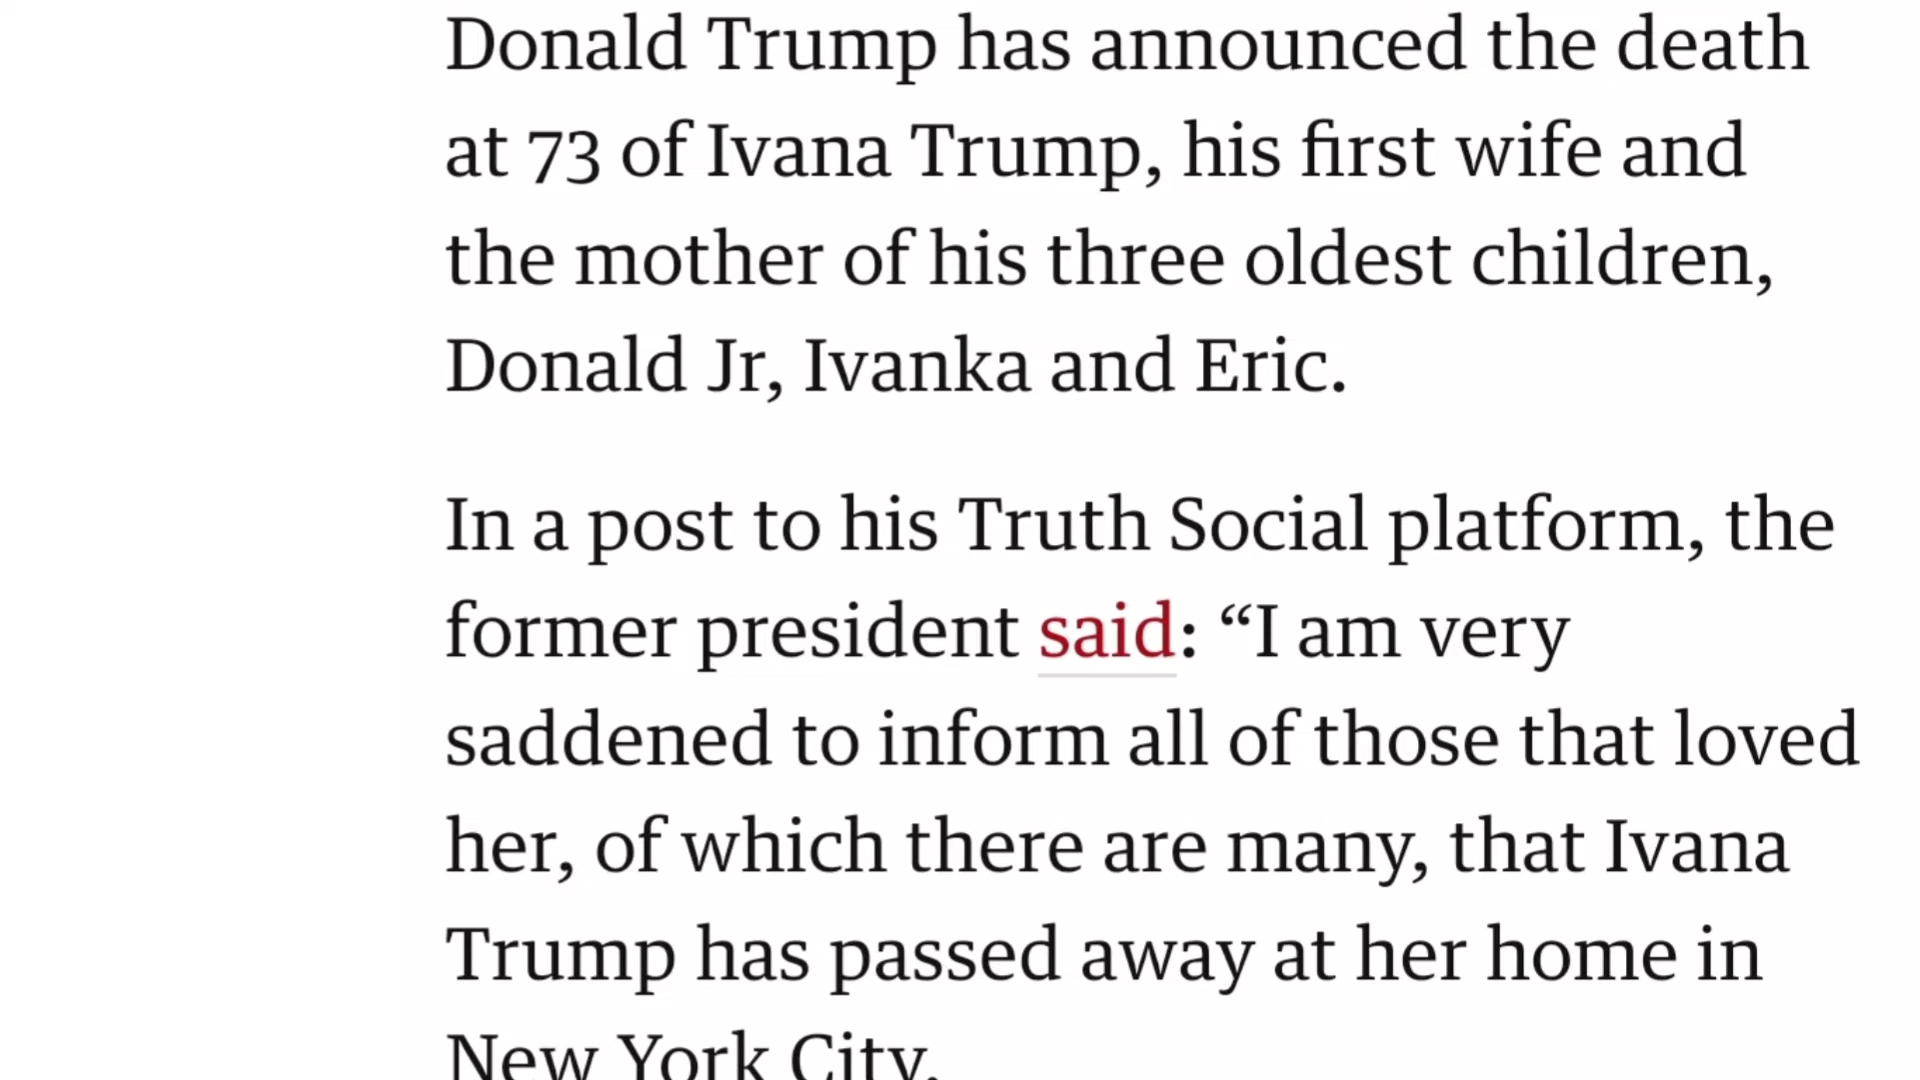 Donald Trump has announced the death
at 73 of Ivana Trump, his first wife and
the mother of his three oldest children,
Donald Jr, Ivanka and Eric.
In a post to his Truth Social platform, the
former president said: “I am very
saddened to inform all of those that loved
her, of which there are many, that Ivana
Trump has passed away at her home in
New York City.